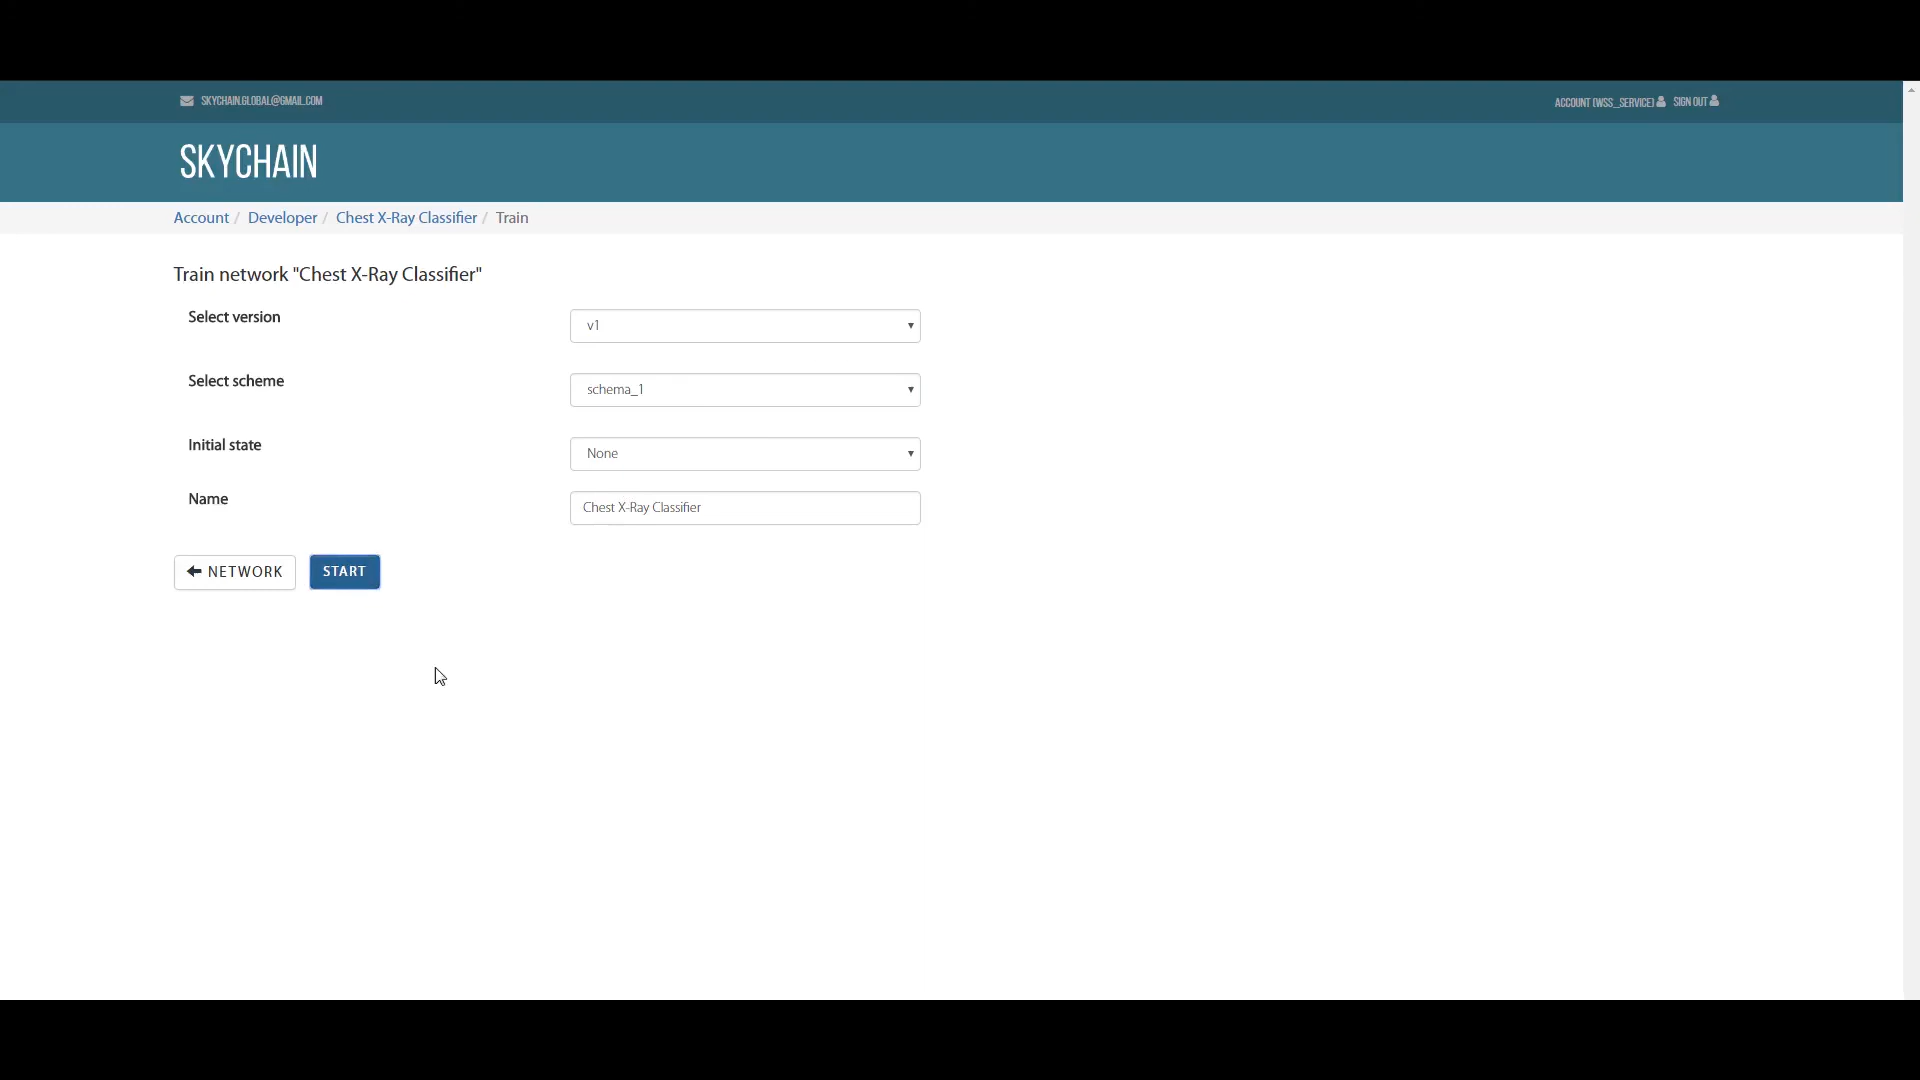 SKYCHAIN.GLOBAL@GMAIL.COM
ACCOUNT (WSS_SERVICE) SIGN OUT
SKYCHAIN
Account / Developer / Chest X-Ray Classifier / Train
Train network "Chest X-Ray Classifier"
Select version
v1
Select scheme
schema_1
Initial state
None
Name
Chest X-Ray Classifier
NETWORK
START